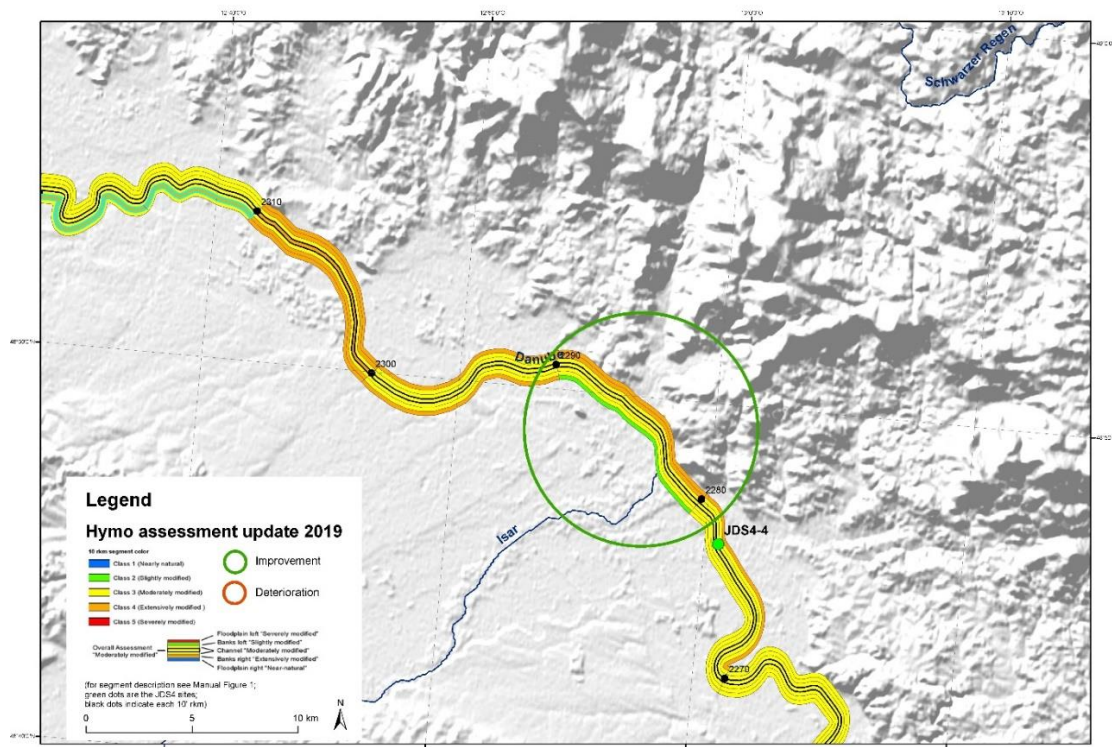 12°40'0"O
Schwarzer Regen
2310
2300
Danube
2290
2280
JDS4-4
2270
Isar
Legend
Hymo assessment update 2019
10 rkm segment color
Class 1 (Nearly natural)
Class 2 (Slightly modified)
Class 3 (Moderately modified)
Class 4 (Extensively modified )
Class 5 (Severely modified)
Improvement
Deterioration
Floodplain left "Severely modified"
Banks left "Slightly modified"
Overall Assessment
"Moderately modified"
Channel "Moderately modified"
Banks right "Extensively modified"
Floodplain right "Near-natural"
(for segment description see Manual Figure 1;
green dots are the JDS4 sites;
black dots indicate each 10' rkm)
0 5 10 km
N